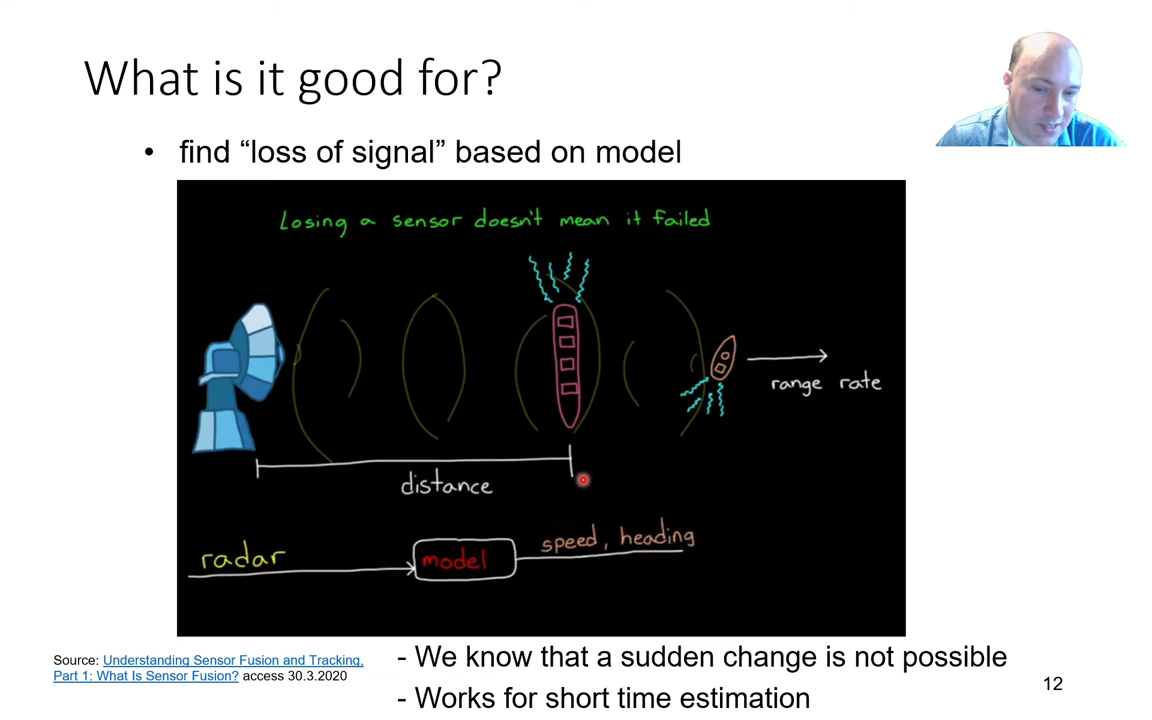 What is it good for?
• find “loss of signal” based on model
Losing a sensor doesn't mean it failed
range rate
distance
speed, heading
radar
model
Source: Understanding Sensor Fusion and Tracking,
Part 1: What Is Sensor Fusion? access 30.3.2020
- We know that a sudden change is not possible
- Works for short time estimation
12